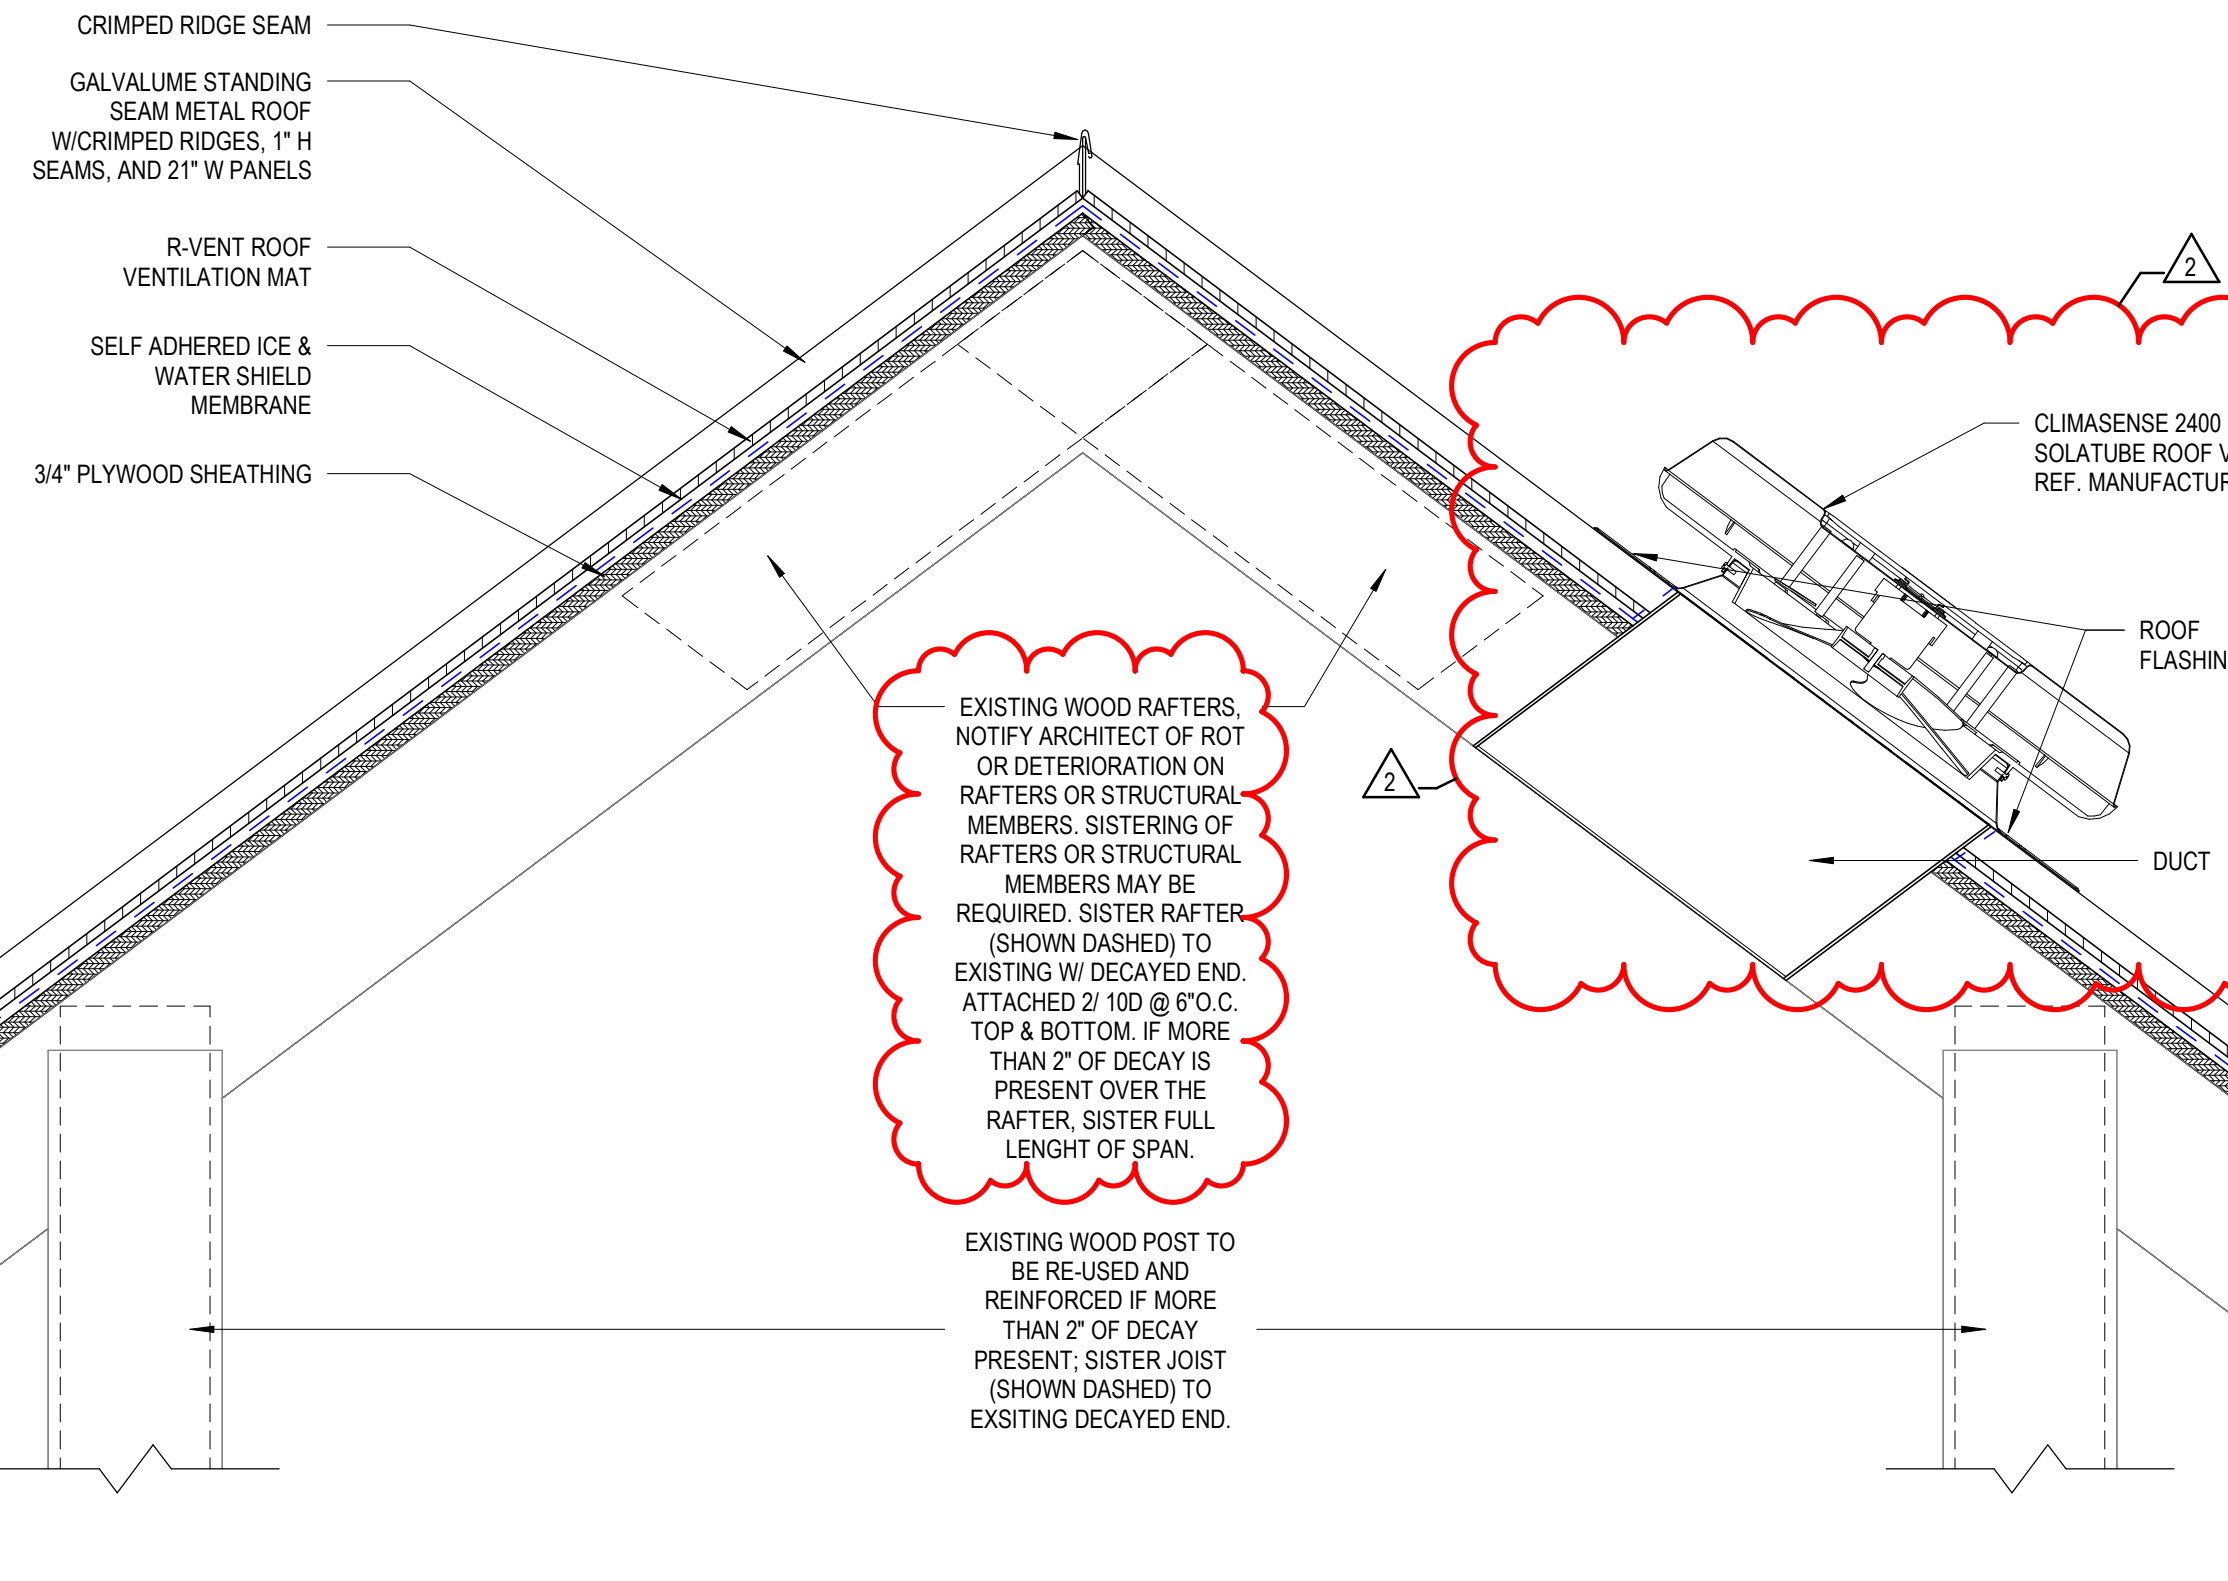 CRIMPED RIDGE SEAM
GALVALUME STANDING
SEAM METAL ROOF
W/CRIMPED RIDGES, 1" H
SEAMS, AND 21" W PANELS
R-VENT ROOF
VENTILATION MAT
SELF ADHERED ICE &
WATER SHIELD
MEMBRANE
3/4" PLYWOOD SHEATHING
2
CLIMASENSE 2400
SOLATUBE ROOF V
REF. MANUFACTUR
ROOF
FLASHIN
DUCT
2
EXISTING WOOD RAFTERS,
NOTIFY ARCHITECT OF ROT
OR DETERIORATION ON
RAFTERS OR STRUCTURAL
MEMBERS. SISTERING OF
RAFTERS OR STRUCTURAL
MEMBERS MAY BE
REQUIRED. SISTER RAFTER
(SHOWN DASHED) TO
EXISTING W/ DECAYED END.
ATTACHED 2/ 10D @ 6"O.C.
TOP & BOTTOM. IF MORE
THAN 2" OF DECAY IS
PRESENT OVER THE
RAFTER, SISTER FULL
LENGHT OF SPAN.
EXISTING WOOD POST TO
BE RE-USED AND
REINFORCED IF MORE
THAN 2" OF DECAY
PRESENT; SISTER JOIST
(SHOWN DASHED) TO
EXSITING DECAYED END.